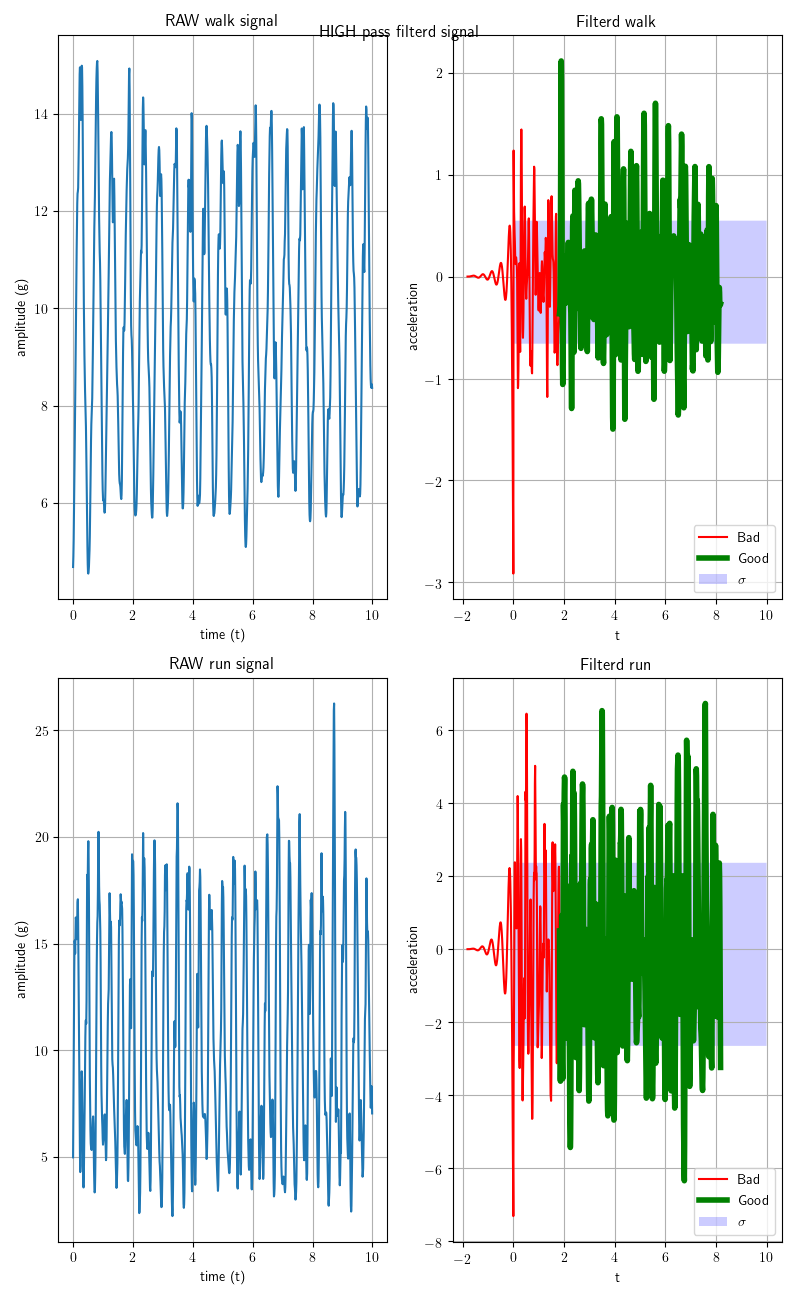 HIGH pass filterd signal
RAW walk signal
14
12
10
8
6
amplitude (g)
0 2 4 6 8 10
time (t)
Filterd walk
2
1
0
−1
−2
−3
acceleration
−2 0 2 4 6 8 10
t
Bad
Good
σ
RAW run signal
25
20
15
10
5
amplitude (g)
0 2 4 6 8 10
time (t)
Filterd run
6
4
2
0
−2
−4
−6
−8
acceleration
−2 0 2 4 6 8 10
t
Bad
Good
σ